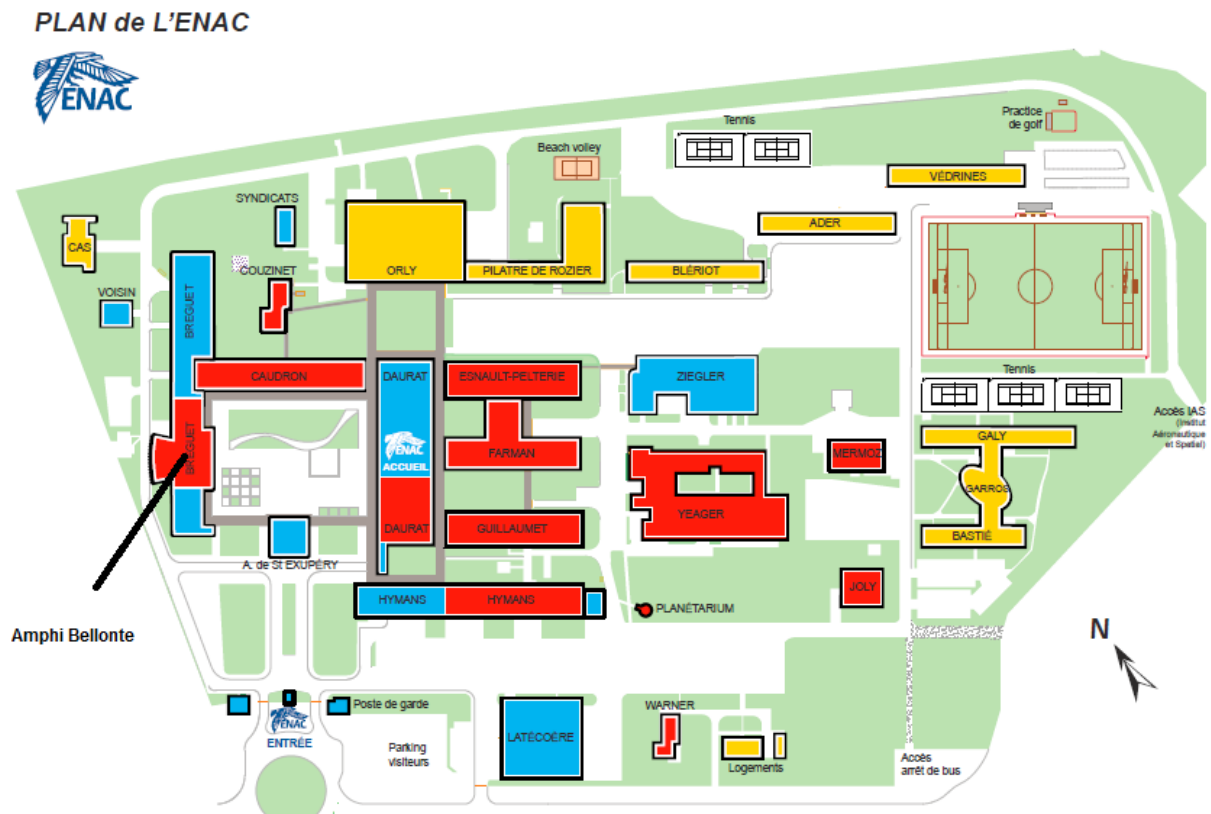 PLAN de L'ENAC
ENAC
Tennis
Practice
de golf
Beach volley
VÉDRINES
SYNDICATS
ADER
CAS
COUZINET
ORLY
PILATRE DE ROZIER
BLÉRIOT
VOISIN
BREGUET
CAUDRON
DAURAT
ESNAULT-PELTERIE
ZIEGLER
Tennis
Accès IAS
(Institut
Aéronautique
et Spatial)
BREGUET
ENAC
ACCUEIL
FARMAN
MERMOZ
GALY
GARROS
DAURAT
GUILLAUMET
YEAGER
BASTIÉ
A. de St EXUPÉRY
HYMANS
HYMANS
PLANÉTARIUM
JOLY
Amphi Bellonte
N
Poste de garde
ENAC
ENTRÉE
Parking
visiteurs
LATÉCOÈRE
WARNER
Logements
Accès
arrêt de bus